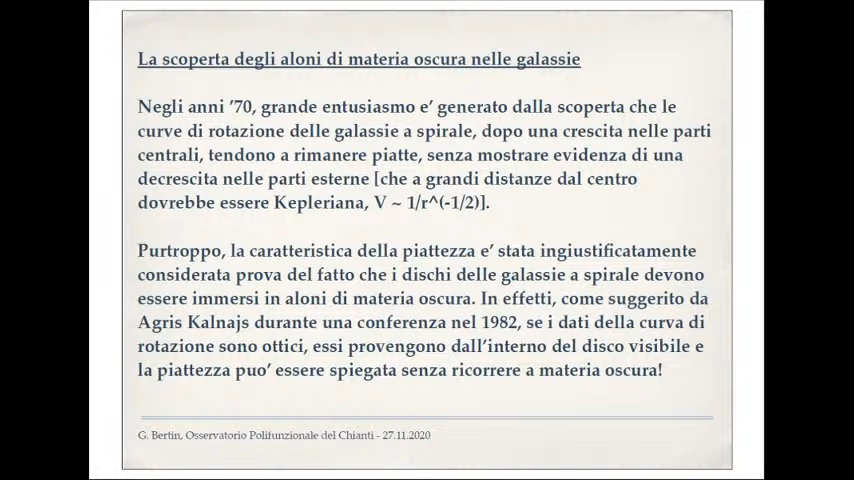 La scoperta degli aloni di materia oscura nelle galassie
Negli anni ’70, grande entusiasmo e’ generato dalla scoperta che le
curve di rotazione delle galassie a spirale, dopo una crescita nelle parti
centrali, tendono a rimanere piatte, senza mostrare evidenza di una
decrescita nelle parti esterne [che a grandi distanze dal centro
dovrebbe essere Kepleriana, V ~ 1/r^(-1/2)].
Purtroppo, la caratteristica della piattezza e’ stata ingiustificatamente
considerata prova del fatto che i dischi delle galassie a spirale devono
essere immersi in aloni di materia oscura. In effetti, come suggerito da
Agris Kalnajs durante una conferenza nel 1982, se i dati della curva di
rotazione sono ottici, essi provengono dall’interno del disco visibile e
la piattezza puo’ essere spiegata senza ricorrere a materia oscura!
G. Bertin, Osservatorio Polifunzionale del Chianti - 27.11.2020